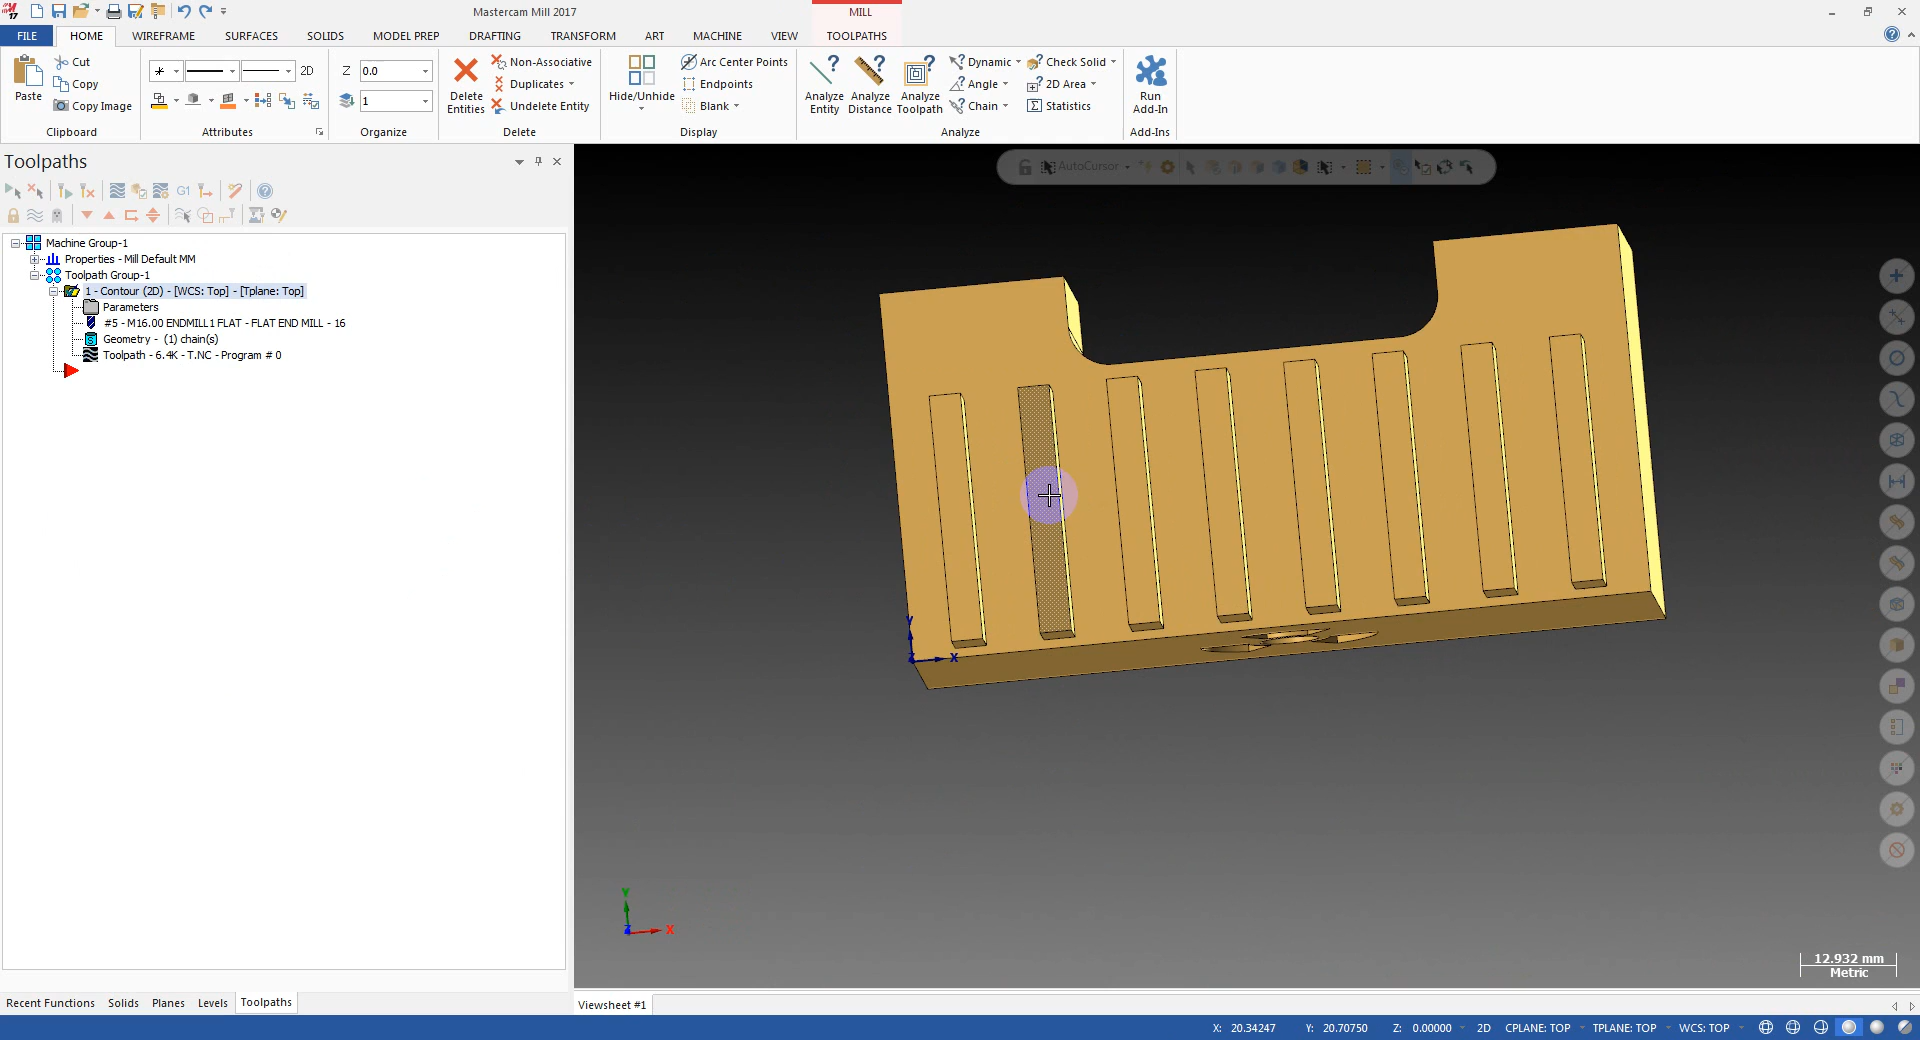 Mastercam Mill 2017
MILL
FILE HOME WIREFRAME SURFACES SOLIDS MODEL PREP DRAFTING TRANSFORM ART MACHINE VIEW TOOLPATHS
Cut
Copy
Copy Image
Paste
Clipboard
2D
Attributes
Z 0.0
1
Organize
Delete Entities
Non-Associative
Duplicates
Undelete Entity
Delete
Hide/Unhide
Arc Center Points
Endpoints
Blank
Display
Analyze Entity
Analyze Distance
Analyze Toolpath
Dynamic
Angle
Chain
Check Solid
2D Area
Statistics
Analyze
Run Add-In
Add-Ins
Toolpaths
G1
Machine Group-1
Properties - Mill Default MM
Toolpath Group-1
1 - Contour (2D) - [WCS: Top] - [Tplane: Top]
Parameters
#5 - M16.00 ENDMILL1 FLAT - FLAT END MILL - 16
Geometry - (1) chain(s)
Toolpath - 6.4K - T.NC - Program # 0
AutoCursor
Y
X
Z
Y
X
Z
12.932 mm
Metric
Recent Functions Solids Planes Levels Toolpaths
Viewsheet #1
X: 20.34247 Y: 20.70750 Z: 0.00000 2D CPLANE: TOP TPLANE: TOP WCS: TOP